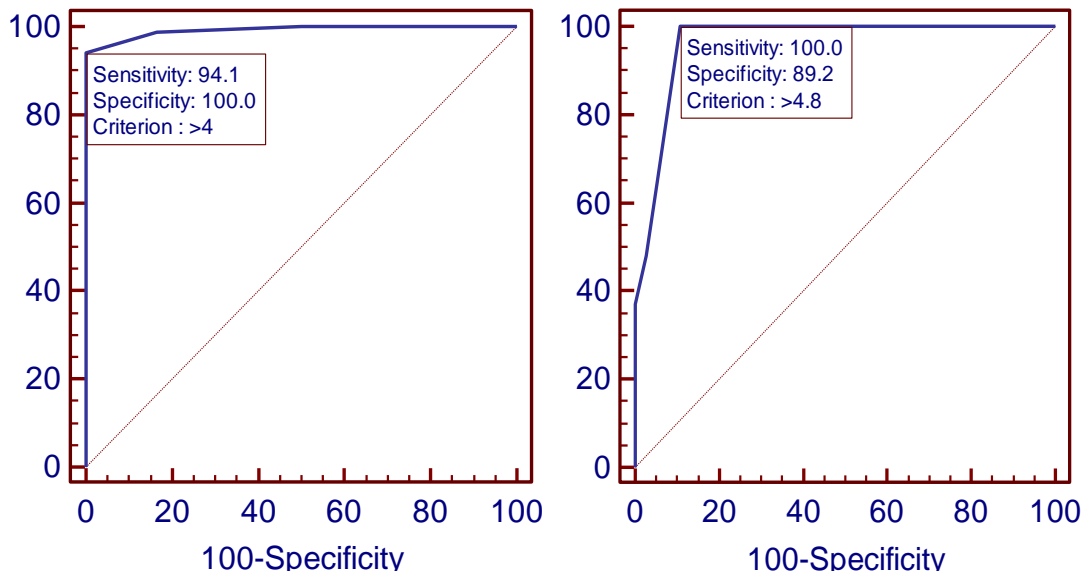 100
80
60
40
20
0
Sensitivity: 94.1
Specificity: 100.0
Criterion : >4
0 20 40 60 80 100
100-Specificity
100
80
60
40
20
0
Sensitivity: 100.0
Specificity: 89.2
Criterion : >4.8
0 20 40 60 80 100
100-Specificity